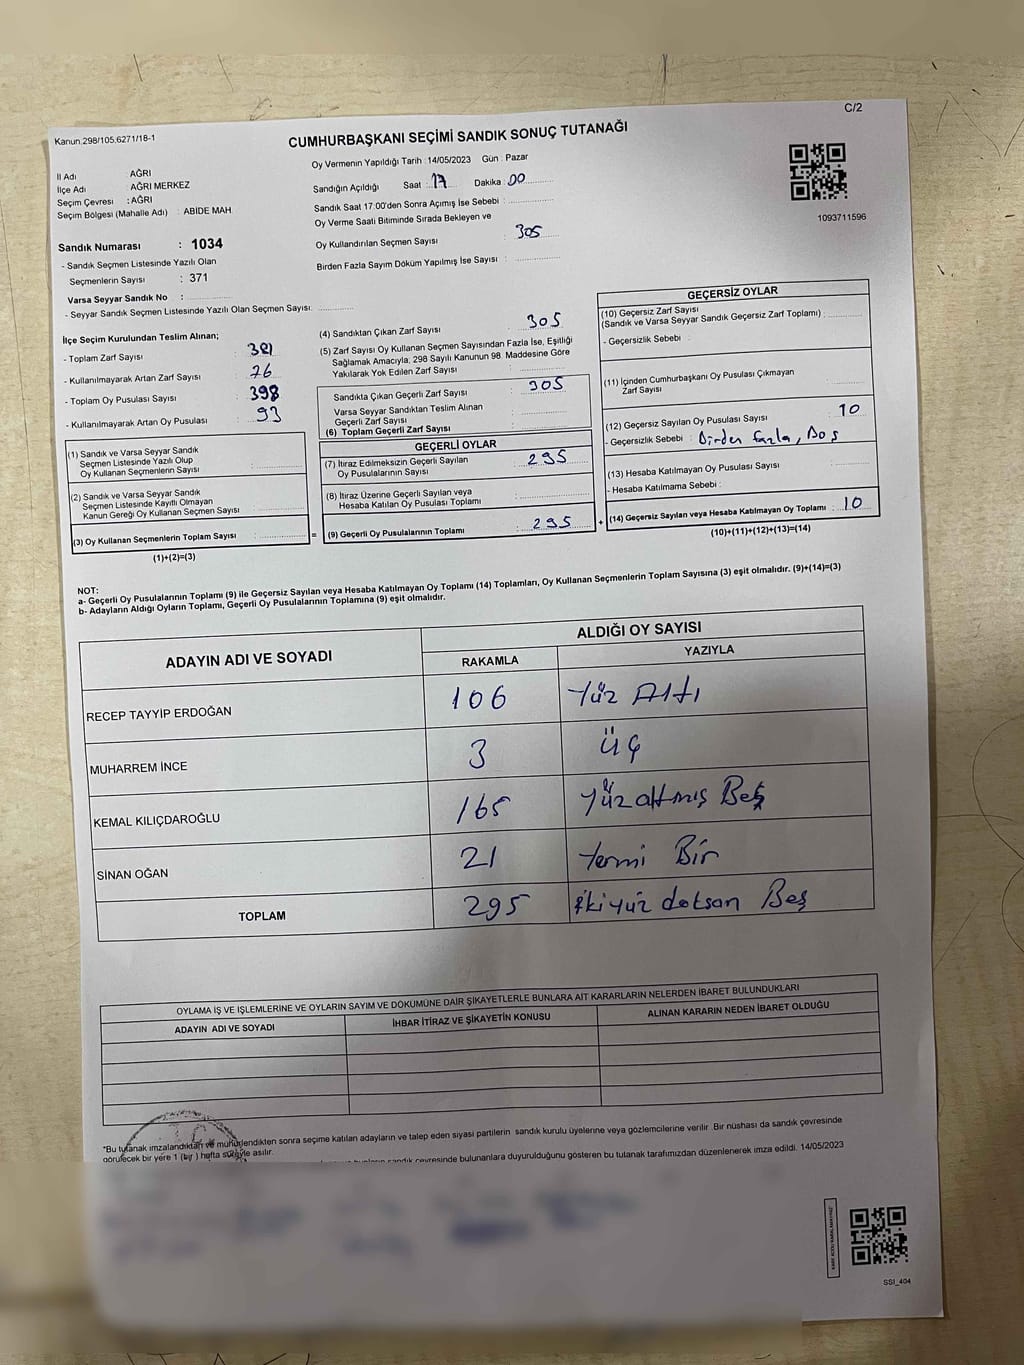 C/2
Kanun.298/105.6271/18-1
CUMHURBAŞKANI SEÇİMİ SANDIK SONUÇ TUTANAĞI
İl Adı AĞRI
İlçe Adı : AĞRI MERKEZ
Seçim Çevresi : AĞRI
Seçim Bölgesi (Mahalle Adı) : ABİDE MAH.
Oy Vermenin Yapıldığı Tarih : 14/05/2023 Gün : Pazar
Sandığın Açıldığı Saat : 17 Dakika : 00
Sandık Saat 17:00'den Sonra Açımış İse Sebebi :
Oy Verme Saati Bitiminde Sırada Bekleyen ve
Oy Kullandırılan Seçmen Sayısı : 305
Birden Fazla Sayım Döküm Yapılmış İse Sayısı :
1093711596
Sandık Numarası : 1034
- Sandık Seçmen Listesinde Yazılı Olan
Seçmenlerin Sayısı : 371
Varsa Seyyar Sandık No :
- Seyyar Sandık Seçmen Listesinde Yazılı Olan Seçmen Sayısı:
İlçe Seçim Kurulundan Teslim Alınan;
- Toplam Zarf Sayısı : 381
- Kullanılmayarak Artan Zarf Sayısı : 76
- Toplam Oy Pusulası Sayısı : 398
- Kullanılmayarak Artan Oy Pusulası : 93
(1) Sandık ve Varsa Seyyar Sandık
Seçmen Listesinde Yazılı Olup
Oy Kullanan Seçmenlerin Sayısı :
(2) Sandık ve Varsa Seyyar Sandık
Seçmen Listesinde Kayıtlı Olmayan
Kanun Gereği Oy Kullanan Seçmen Sayısı :
(3) Oy Kullanan Seçmenlerin Toplam Sayısı :
(1)+(2)=(3)
(4) Sandıktan Çıkan Zarf Sayısı : 305
(5) Zarf Sayısı Oy Kullanan Seçmen Sayısından Fazla İse, Eşitliği
Sağlamak Amacıyla, 298 Sayılı Kanunun 98. Maddesine Göre
Yakılarak Yok Edilen Zarf Sayısı :
Sandıkta Çıkan Geçerli Zarf Sayısı : 305
Varsa Seyyar Sandıktan Teslim Alınan
Geçerli Zarf Sayısı :
(6) Toplam Geçerli Zarf Sayısı :
GEÇERLİ OYLAR
(7) İtiraz Edilmeksizin Geçerli Sayılan
Oy Pusulalarının Sayısı : 295
(8) İtiraz Üzerine Geçerli Sayılan veya
Hesaba Katılan Oy Pusulası Toplamı :
= (9) Geçerli Oy Pusulalarının Toplamı : 295 +
GEÇERSİZ OYLAR
(10) Geçersiz Zarf Sayısı
(Sandık ve Varsa Seyyar Sandık Geçersiz Zarf Toplamı) :
- Geçersizlik Sebebi :
(11) İçinden Cumhurbaşkanı Oy Pusulası Çıkmayan
Zarf Sayısı :
(12) Geçersiz Sayılan Oy Pusulası Sayısı : 10
- Geçersizlik Sebebi : Birden fazla, Boş
(13) Hesaba Katılmayan Oy Pusulası Sayısı :
- Hesaba Katılmama Sebebi :
(14) Geçersiz Sayılan veya Hesaba Katılmayan Oy Toplamı : 10
(10)+(11)+(12)+(13)=(14)
NOT:
a- Geçerli Oy Pusulalarının Toplamı (9) ile Geçersiz Sayılan veya Hesaba Katılmayan Oy Toplamı (14) Toplamları, Oy Kullanan Seçmenlerin Toplam Sayısına (3) eşit olmalıdır. (9)+(14)=(3)
b- Adayların Aldığı Oyların Toplamı, Geçerli Oy Pusulalarının Toplamına (9) eşit olmalıdır.
ADAYIN ADI VE SOYADI ALDIĞI OY SAYISI
RAKAMLA YAZIYLA
RECEP TAYYİP ERDOĞAN 106 Yüz Altı
MUHARREM İNCE 3 Üç
KEMAL KILIÇDAROĞLU 165 Yüzaltmış Beş
SİNAN OĞAN 21 Yermi Bir
TOPLAM 295 İkiyüz doksan Beş
OYLAMA İŞ VE İŞLEMLERİNE VE OYLARIN SAYIM VE DÖKÜMÜNE DAİR ŞİKAYETLERLE BUNLARA AİT KARARLARIN NELERDEN İBARET BULUNDUKLARI
ADAYIN ADI VE SOYADI İHBAR İTİRAZ VE ŞİKAYETİN KONUSU ALINAN KARARIN NEDEN İBARET OLDUĞU
*Bu tutanak imzalandıktan ve mühürlendikten sonra seçime katılan adayların ve talep eden siyasi partilerin sandık kurulu üyelerine veya gözlemcilerine verilir. Bir nüshası da sandık çevresinde
görülecek bir yere 1 (bir) hafta süreyle asılır.
sandık çevresinde bulunanlara duyurulduğunu gösteren bu tutanak tarafımızdan düzenlenerek imza edildi. 14/05/2023
SSI_404